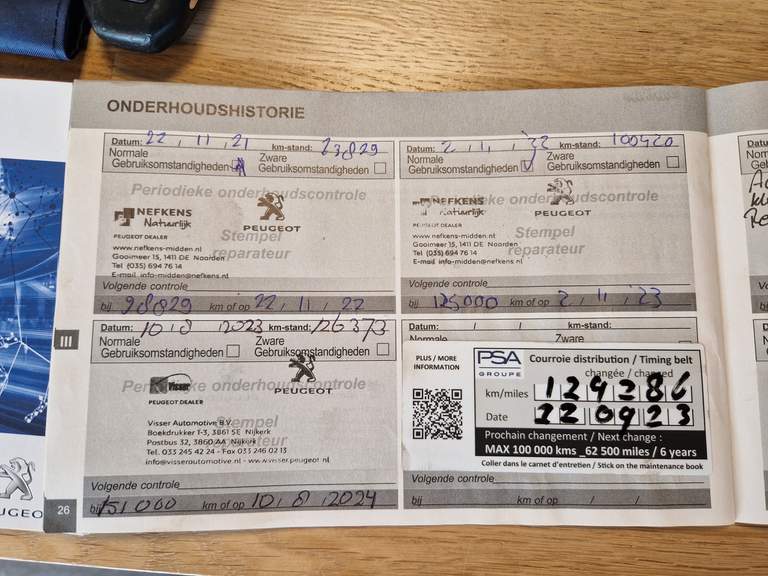 ONDERHOUDSHISTORIE
Datum: 22 , 11 , 21 km-stand:
Normale Gebruiksomstandigheden Zware Gebruiksomstandigheden
Periodieke onderhoudscontrole
NEFKENS
Natuurlijk
PEUGEOT
PEUGEOT DEALER
Stempel reparateur
www.nefkens-midden.nl
Gooimeer 15, 1411 DE Naarden
Tel (035) 694 76 14
E-mail info-midden@nefkens.nl
Volgende controle
bij 98829 km of op 22 , 11 , 22
Datum: 2 , 11 , '22 km-stand: 100420
Normale Gebruiksomstandigheden Zware Gebruiksomstandigheden
Periodieke onderhoudscontrole
NEFKENS
Natuurlijk
PEUGEOT
PEUGEOT DEALER
Stempel reparateur
www.nefkens-midden.nl
Gooimeer 15, 1411 DE Naarden
Tel (035) 694 76 14
E-mail info-midden@nefkens.nl
Volgende controle
bij 125000 km of op 2 , 11 , '23
III
Datum: 10 , 8 , 2023 km-stand: 126373
Normale Gebruiksomstandigheden Zware Gebruiksomstandigheden
Periodieke onderhoudscontrole
Visser
PEUGEOT
PEUGEOT DEALER
Stempel reparateur
Visser Automotive B.V.
Boekdrukker 1-3, 3861 SE Nijkerk
Postbus 32, 3860 AA Nijkerk
Tel. 033 245 42 24 - Fax 033 246 02 13
info@visserautomotive.nl - www.visser.peugeot.nl
Volgende controle
bij 151000 km of op 10 , 8 , 2024
Datum: / / km-stand:
Normale Zware
PLUS / MORE
INFORMATION
PSA
GROUPE
Courroie distribution / Timing belt
changée / changed
km/miles 129286
Date 220923
Prochain changement / Next change :
MAX 100 000 kms _62 500 miles / 6 years
Coller dans le carnet d'entretien / Stick on the maintenance book
Volgende controle
bij km of op / /
26